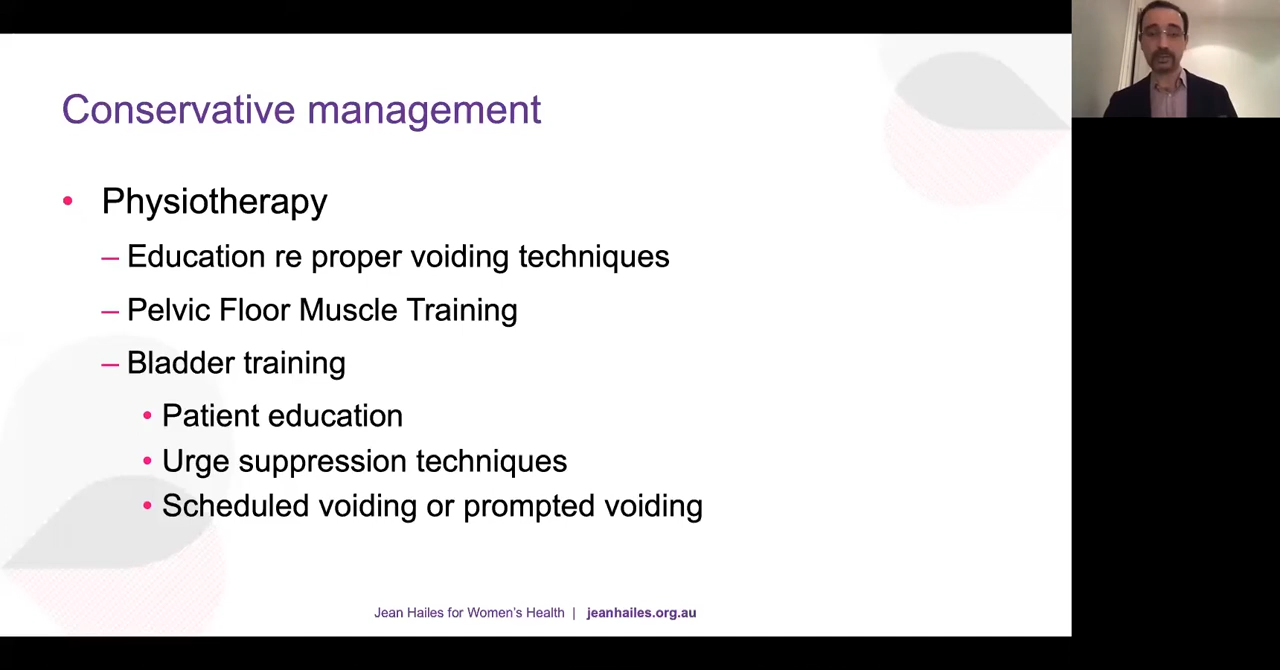 Conservative management
• Physiotherapy
– Education re proper voiding techniques
– Pelvic Floor Muscle Training
– Bladder training
• Patient education
• Urge suppression techniques
• Scheduled voiding or prompted voiding
Jean Hailes for Women's Health | jeanhailes.org.au